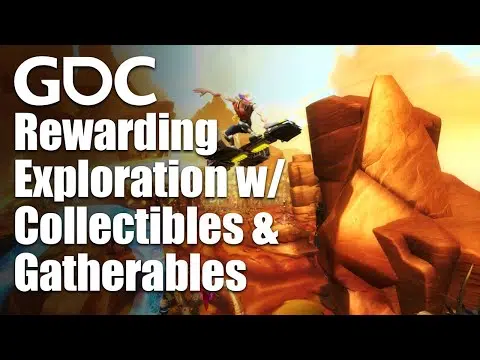 GDC
Rewarding
Exploration w/
Collectibles &
Gatherables